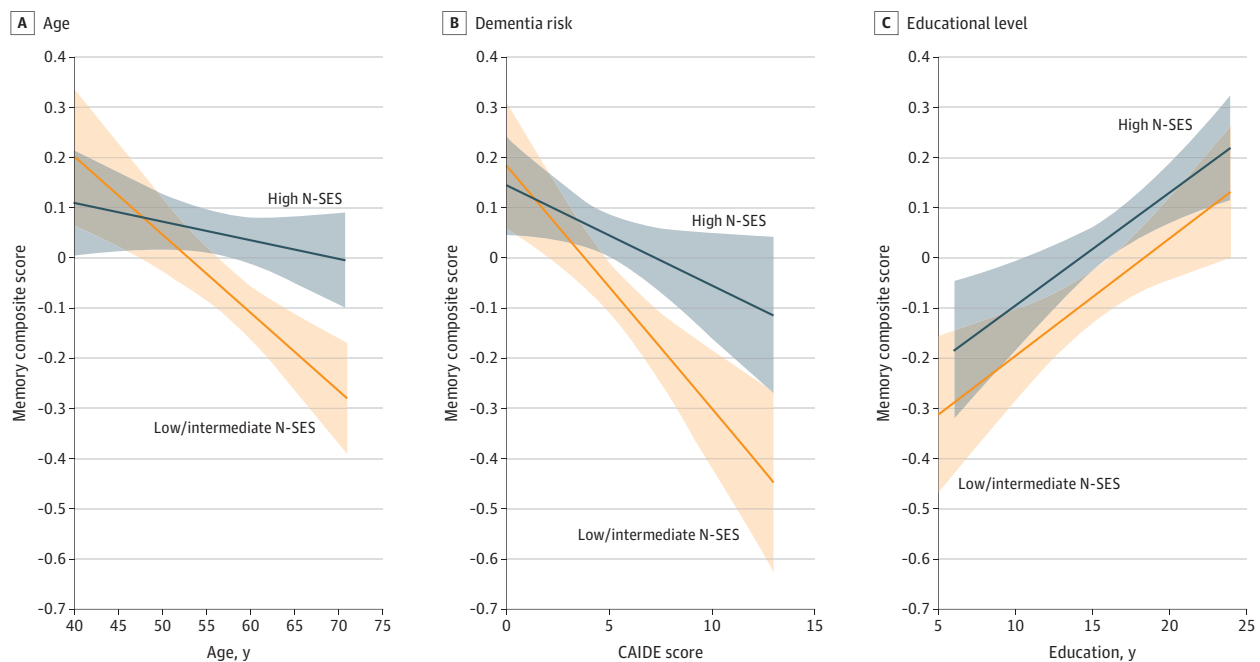 A Age
0.4
0.3
0.2
0.1
0
-0.1
-0.2
-0.3
-0.4
-0.5
-0.6
-0.7
Memory composite score
High N-SES
Low/intermediate N-SES
40 45 50 55 60 65 70 75
Age, y
B Dementia risk
0.4
0.3
0.2
0.1
0
-0.1
-0.2
-0.3
-0.4
-0.5
-0.6
-0.7
Memory composite score
High N-SES
Low/intermediate N-SES
0 5 10 15
CAIDE score
C Educational level
0.4
0.3
0.2
0.1
0
-0.1
-0.2
-0.3
-0.4
-0.5
-0.6
-0.7
Memory composite score
High N-SES
Low/intermediate N-SES
5 10 15 20 25
Education, y